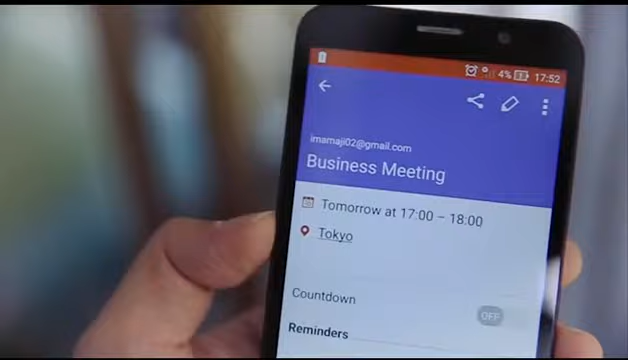 4% 17:52
imamaji02@gmail.com
Business Meeting
Tomorrow at 17:00 – 18:00
Tokyo
Countdown
OFF
Reminders